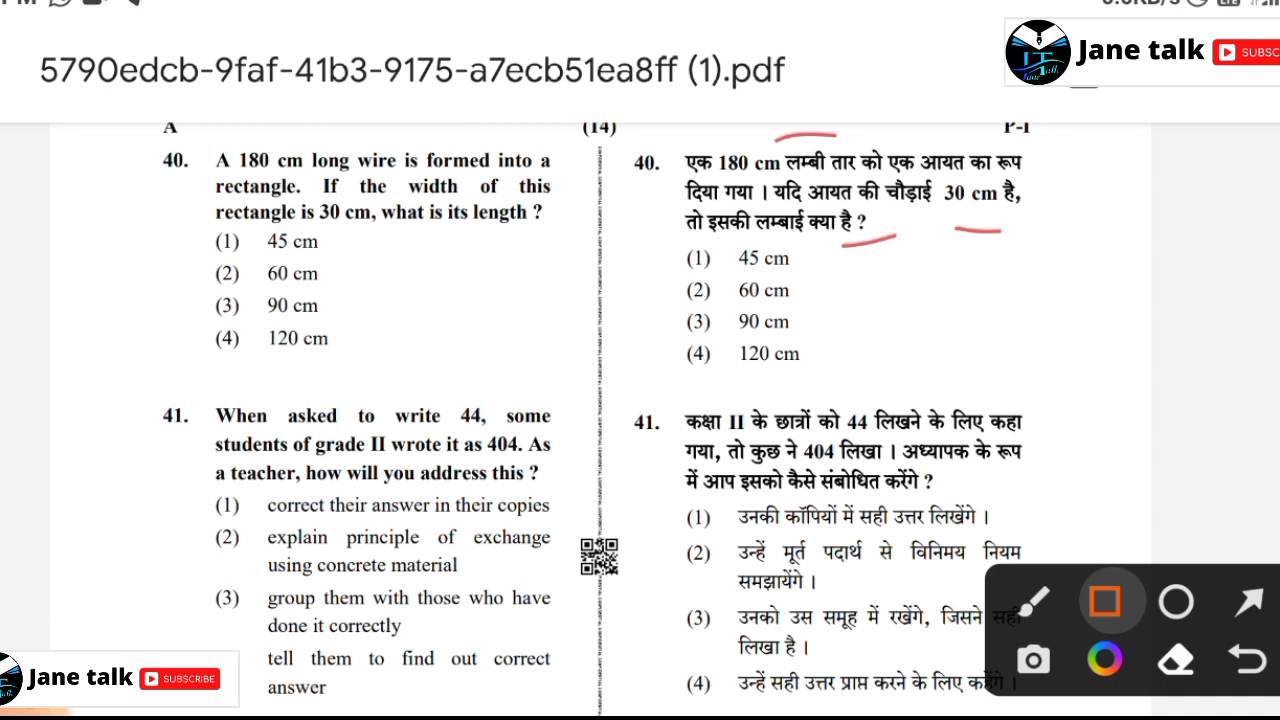 5790edcb-9faf-41b3-9175-a7ecb51ea8ff (1).pdf
Jane talk
A
(14)
P-I
40. A 180 cm long wire is formed into a
rectangle. If the width of this
rectangle is 30 cm, what is its length ?
(1) 45 cm
(2) 60 cm
(3) 90 cm
(4) 120 cm
41. When asked to write 44, some
students of grade II wrote it as 404. As
a teacher, how will you address this ?
(1) correct their answer in their copies
(2) explain principle of exchange
using concrete material
(3) group them with those who have
done it correctly
tell them to find out correct
answer
40. एक 180 cm लम्बी तार को एक आयत का रूप
दिया गया । यदि आयत की चौड़ाई 30 cm है,
तो इसकी लम्बाई क्या है ?
(1) 45 cm
(2) 60 cm
(3) 90 cm
(4) 120 cm
41. कक्षा II के छात्रों को 44 लिखने के लिए कहा
गया, तो कुछ ने 404 लिखा । अध्यापक के रूप
में आप इसको कैसे संबोधित करेंगे ?
(1) उनकी कॉपियों में सही उत्तर लिखेंगे ।
(2) उन्हें मूर्त पदार्थ से विनिमय नियम
समझायेंगे ।
(3) उनको उस समूह में रखेंगे, जिसने सही
लिखा है ।
(4) उन्हें सही उत्तर प्राप्त करने के लिए कहेंगे ।
Jane talk
SUBSCRIBE